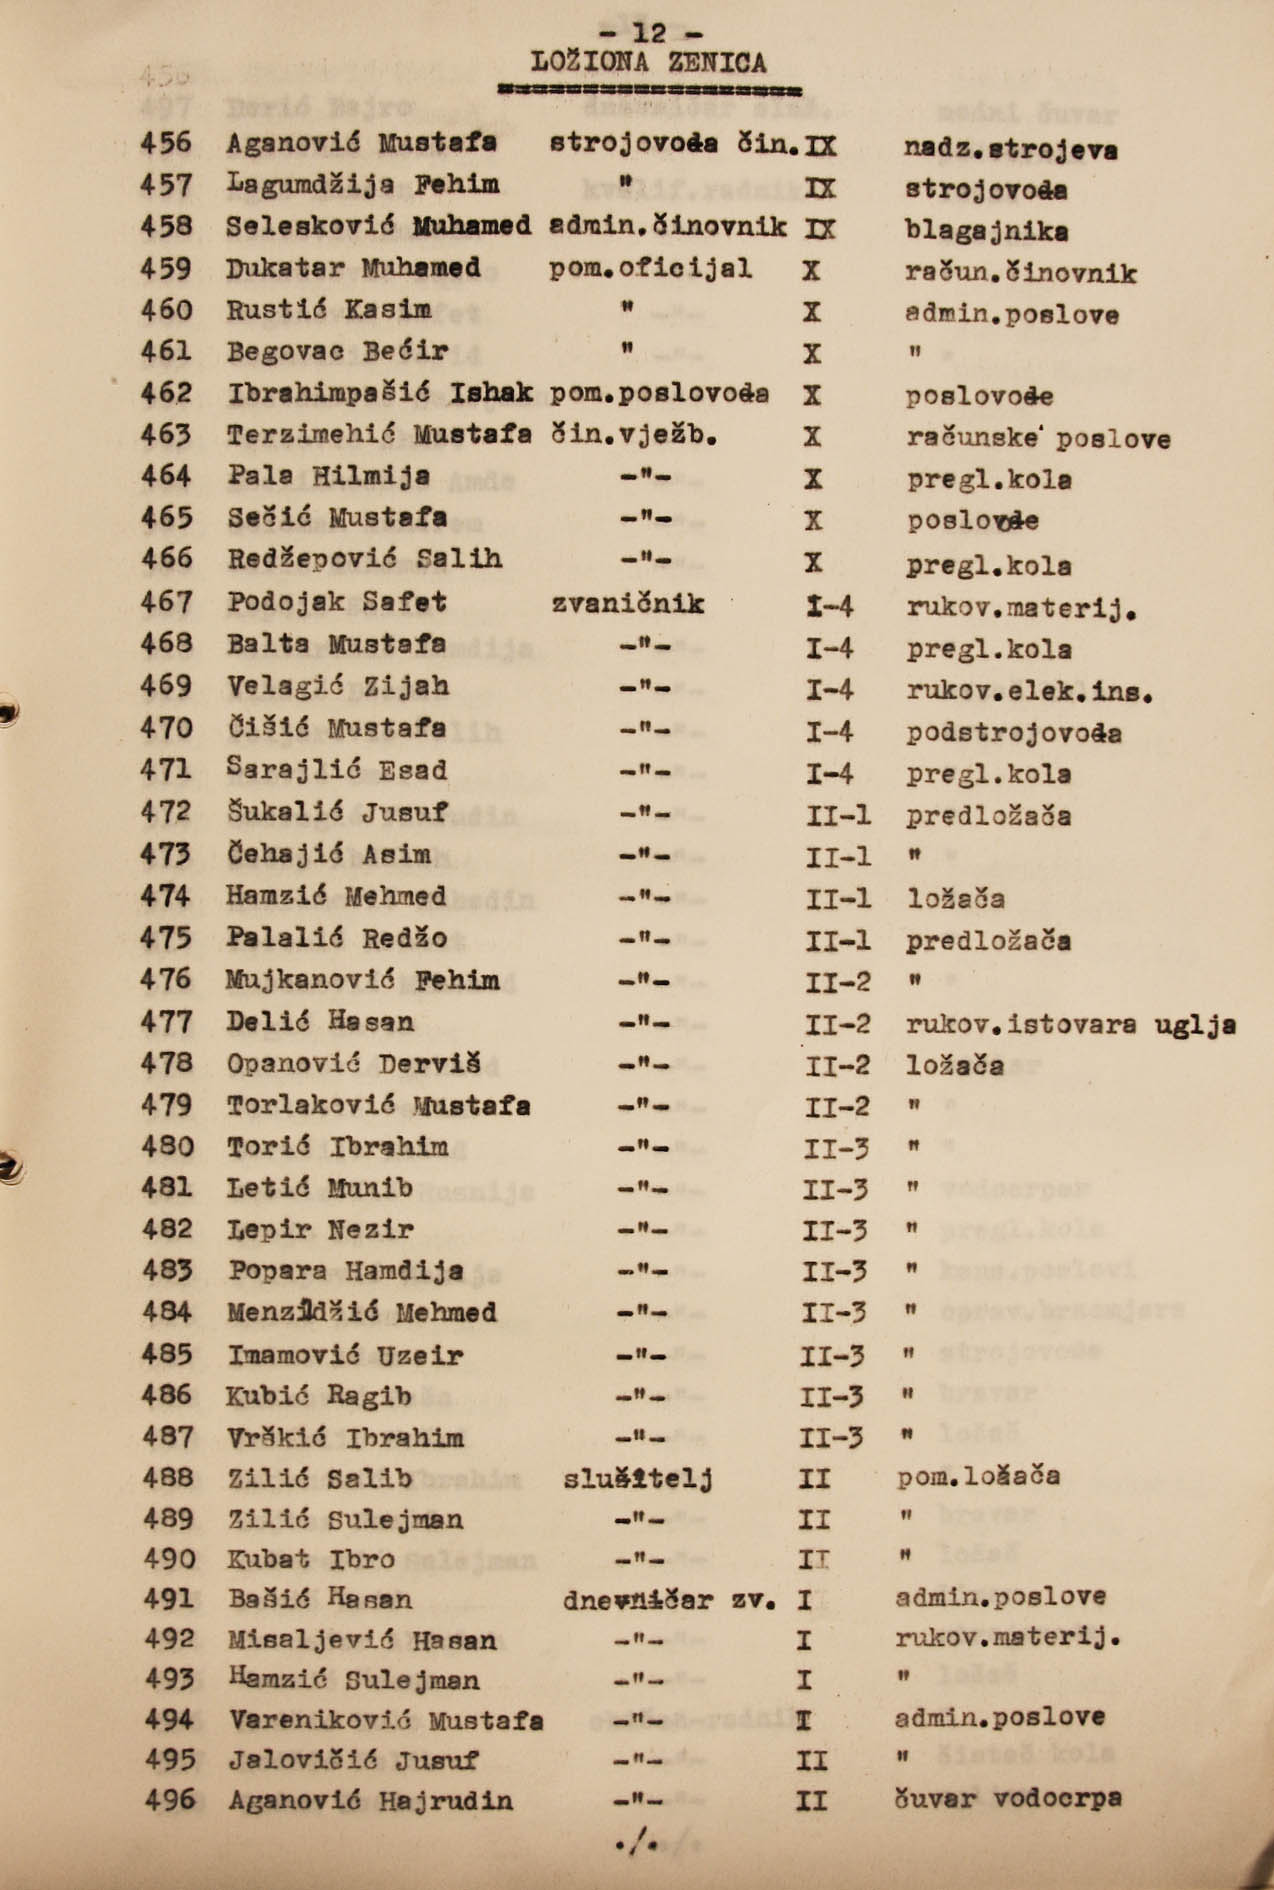 - 12 -
LOŽIONA ZENICA
456 Aganović Mustafa strojovođa čin. IX nadz.strojeva
457 Lagumdžija Fehim " IX strojovođa
458 Selesković Muhamed admin.činovnik IX blagajnika
459 Dukatar Muhamed pom.oficijal X račun.činovnik
460 Rustić Kasim " X admin.poslove
461 Begovac Bećir " X "
462 Ibrahimpašić Ishak pom.poslovođa X poslovođe
463 Terzimehić Mustafa čin.vježb. X računske poslove
464 Pala Hilmija -"- X pregl.kola
465 Sečić Mustafa -"- X poslovođe
466 Redžepović Salih -"- X pregl.kola
467 Podojak Safet zvaničnik I-4 rukov.materij.
468 Balta Mustafa -"- I-4 pregl.kola
469 Velagić Zijah -"- I-4 rukov.elek.ins.
470 Čišić Mustafa -"- I-4 podstrojovođa
471 Sarajlić Esad -"- I-4 pregl.kola
472 Šukalić Jusuf -"- II-1 predložača
473 Čehajić Asim -"- II-1 "
474 Hamzić Mehmed -"- II-1 ložača
475 Palalić Redžo -"- II-1 predložača
476 Mujkanović Fehim -"- II-2 "
477 Delić Hasan -"- II-2 rukov.istovara uglja
478 Opanović Derviš -"- II-2 ložača
479 Torlaković Mustafa -"- II-2 "
480 Torić Ibrahim -"- II-3 "
481 Letić Munib -"- II-3 "
482 Lepir Nezir -"- II-3 "
483 Popara Hamdija -"- II-3 "
484 Menzildžić Mehmed -"- II-3 "
485 Imamović Uzeir -"- II-3 "
486 Kubić Ragib -"- II-3 "
487 Vrškić Ibrahim -"- II-3 "
488 Zilić Salib služitelj II pom.ložača
489 Zilić Sulejman -"- II "
490 Kubat Ibro -"- II "
491 Bašić Hasan dnevničar zv. I admin.poslove
492 Misaljević Hasan -"- I rukov.materij.
493 Hamzić Sulejman -"- I "
494 Vareniković Mustafa -"- I admin.poslove
495 Jalovičić Jusuf -"- II "
496 Aganović Hajrudin -"- II čuvar vodocrpa
./.